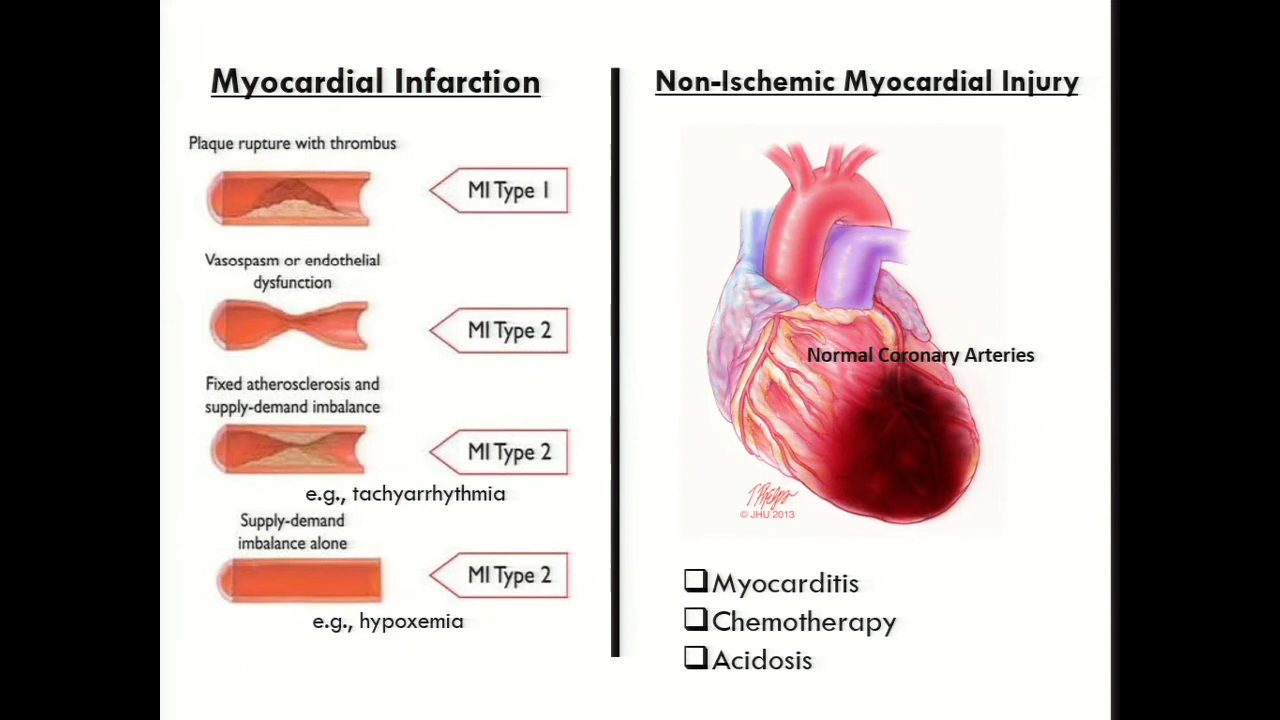 Myocardial Infarction
Plaque rupture with thrombus
MI Type 1
Vasospasm or endothelial
dysfunction
MI Type 2
Fixed atherosclerosis and
supply-demand imbalance
MI Type 2
e.g., tachyarrhythmia
Supply-demand
imbalance alone
MI Type 2
e.g., hypoxemia
Non-Ischemic Myocardial Injury
Normal Coronary Arteries
© JHU 2013
Myocarditis
Chemotherapy
Acidosis